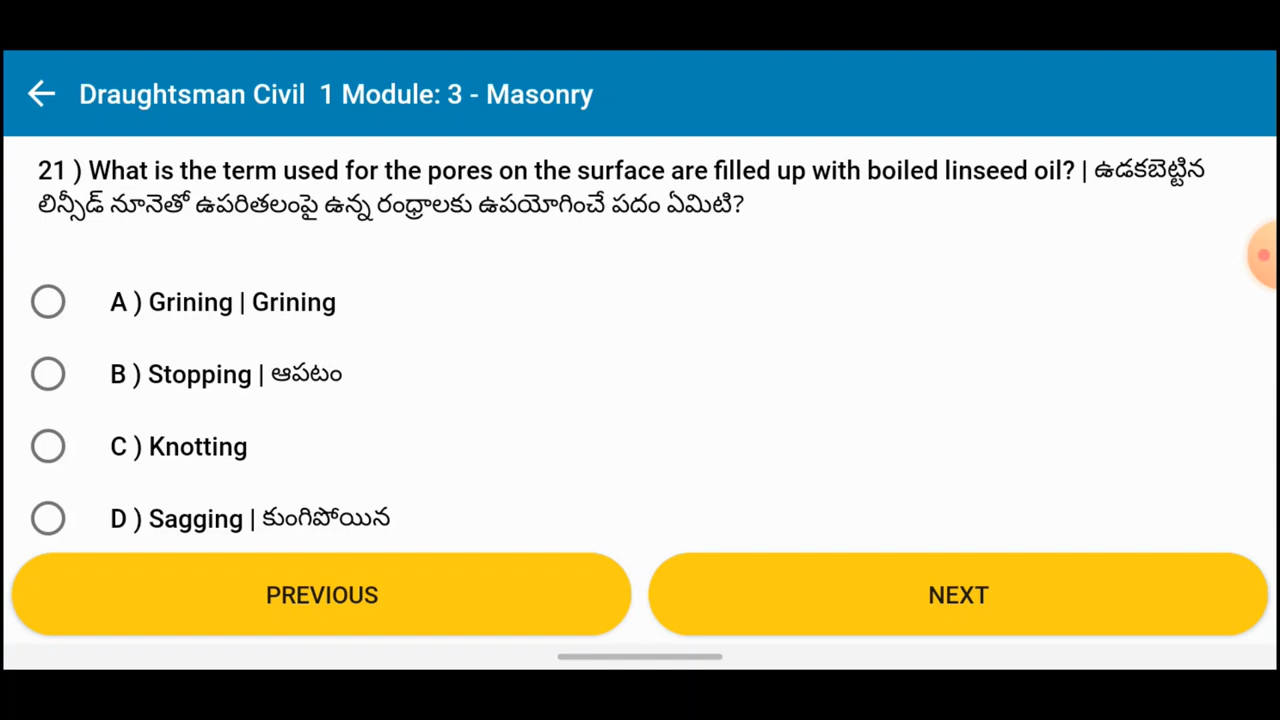 Draughtsman Civil 1 Module: 3 - Masonry
21 ) What is the term used for the pores on the surface are filled up with boiled linseed oil? | ఉడకబెట్టిన
లిన్సీడ్ నూనెతో ఉపరితలంపై ఉన్న రంధ్రాలకు ఉపయోగించే పదం ఏమిటి?
A ) Grining | Grining
B ) Stopping | ఆపటం
C ) Knotting
D ) Sagging | కుంగిపోయిన
PREVIOUS
NEXT